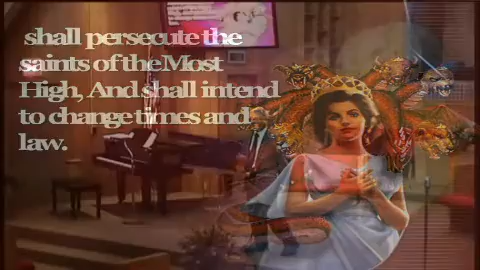 shall persecute the
saints of the Most
High, And shall intend
to change times and
law.